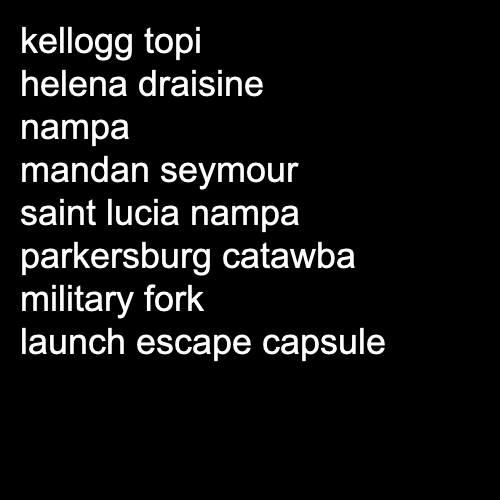 kellogg topi
helena draisine
nampa
mandan seymour
saint lucia nampa
parkersburg catawba
military fork
launch escape capsule